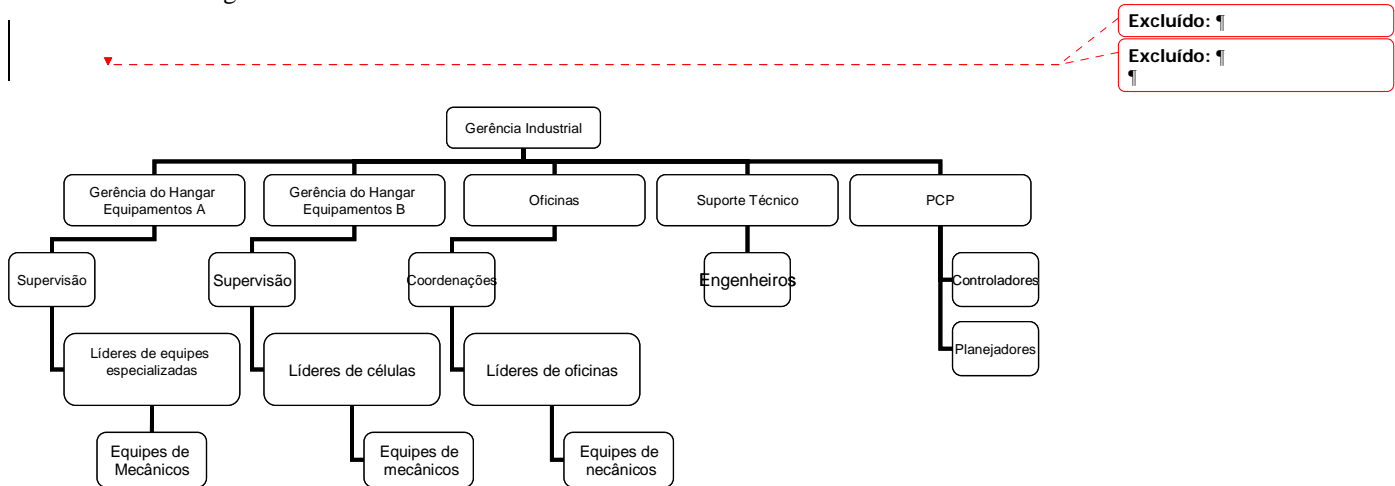 Excluído: ¶
Excluído: ¶
¶
Gerência Industrial
Gerência do Hangar
Equipamentos A
Gerência do Hangar
Equipamentos B
Oficinas
Suporte Técnico
PCP
Supervisão
Supervisão
Coordenações
Engenheiros
Controladores
Líderes de equipes
especializadas
Líderes de células
Líderes de oficinas
Planejadores
Equipes de
Mecânicos
Equipes de
mecânicos
Equipes de
necânicos